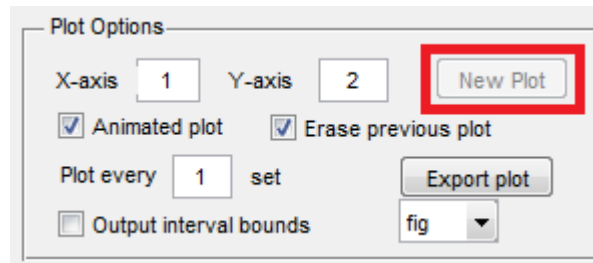 Plot Options
X-axis 1 Y-axis 2 New Plot
Animated plot Erase previous plot
Plot every 1 set Export plot
Output interval bounds fig